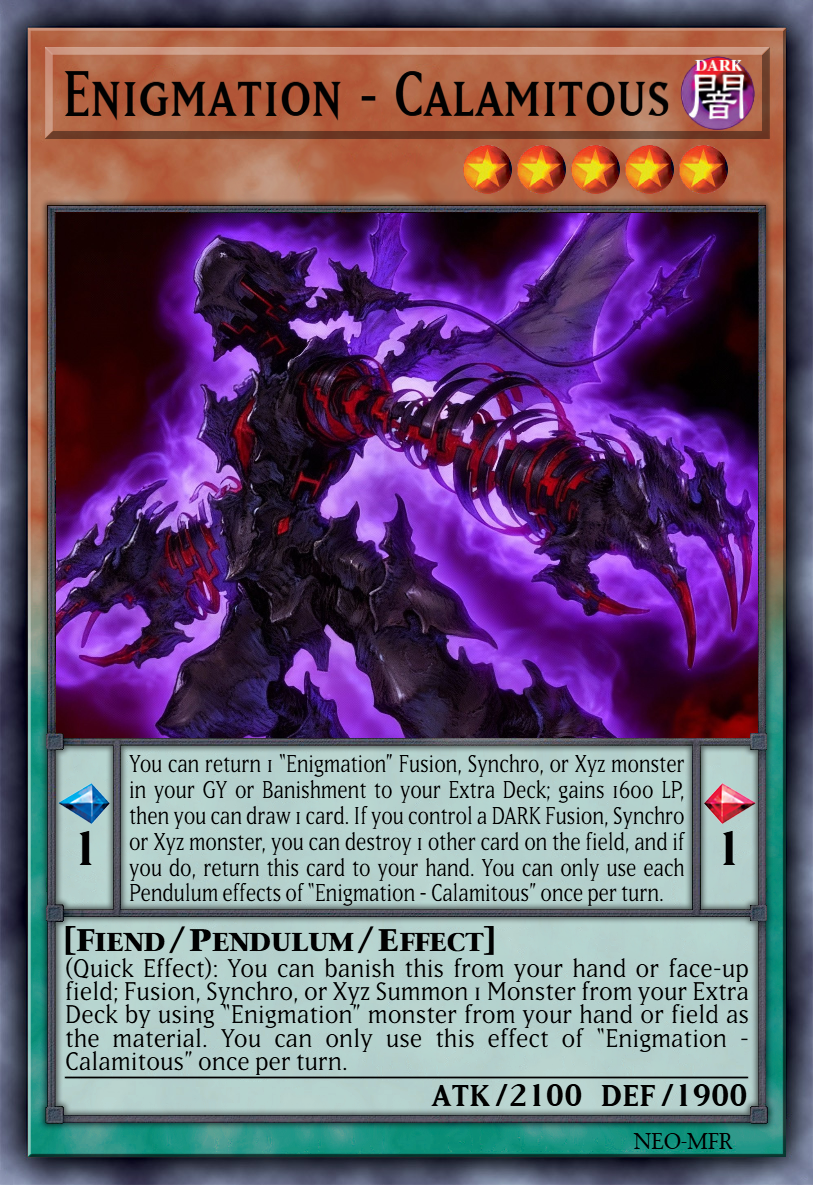 Enigmation - Calamitous
DARK
闇
You can return 1 "Enigmation" Fusion, Synchro, or Xyz monster
in your GY or Banishment to your Extra Deck; gains 1600 LP,
then you can draw 1 card. If you control a DARK Fusion, Synchro
or Xyz monster, you can destroy 1 other card on the field, and if
you do, return this card to your hand. You can only use each
Pendulum effects of "Enigmation - Calamitous" once per turn.
1
1
[Fiend/Pendulum/Effect]
(Quick Effect): You can banish this from your hand or face-up
field; Fusion, Synchro, or Xyz Summon 1 Monster from your Extra
Deck by using "Enigmation" monster from your hand or field as
the material. You can only use this effect of "Enigmation -
Calamitous" once per turn.
ATK/2100 DEF/1900
NEO-MFR